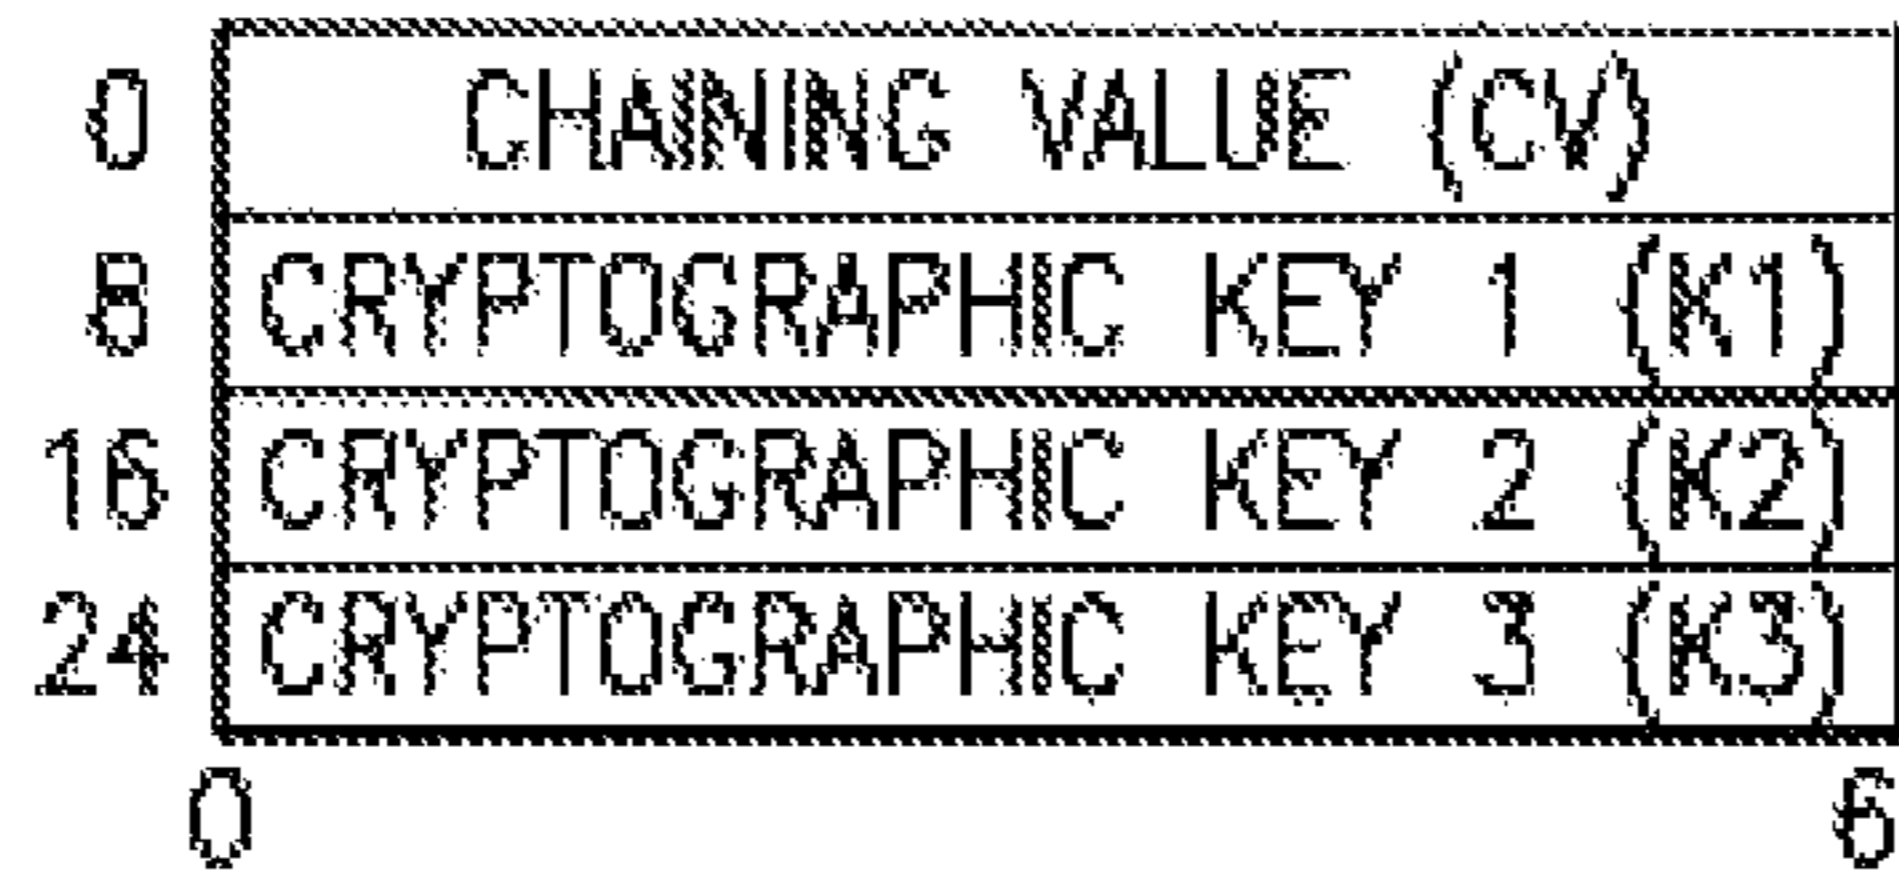 0 CHAINING VALUE (CV)
8 CRYPTOGRAPHIC KEY 1 (K1)
16 CRYPTOGRAPHIC KEY 2 (K2)
24 CRYPTOGRAPHIC KEY 3 (K3)
0 6